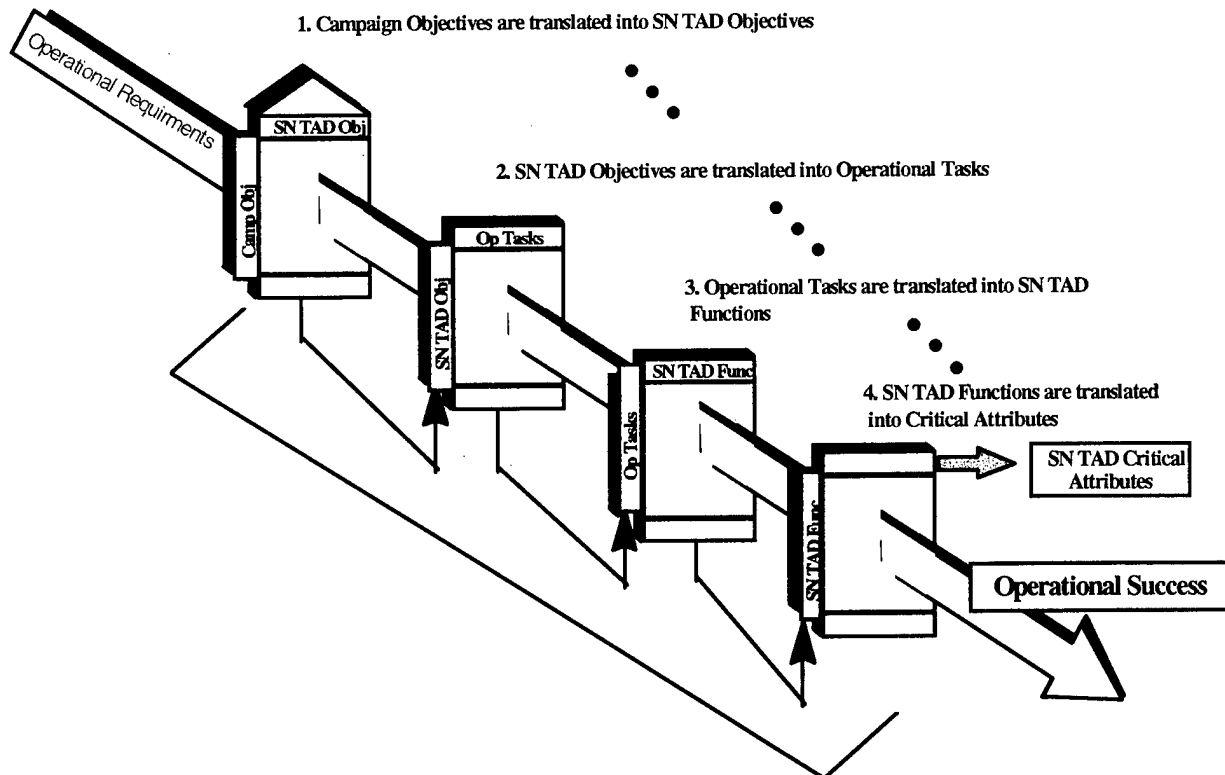 1. Campaign Objectives are translated into SN TAD Objectives
Operational Requirments
SN TAD Obj
Camp Obj
2. SN TAD Objectives are translated into Operational Tasks
Op Tasks
SN TAD Obj
3. Operational Tasks are translated into SN TAD
Functions
SN TAD Func
Op Tasks
4. SN TAD Functions are translated
into Critical Attributes
SN TAD Critical
Attributes
SN TAD Func
Operational Success